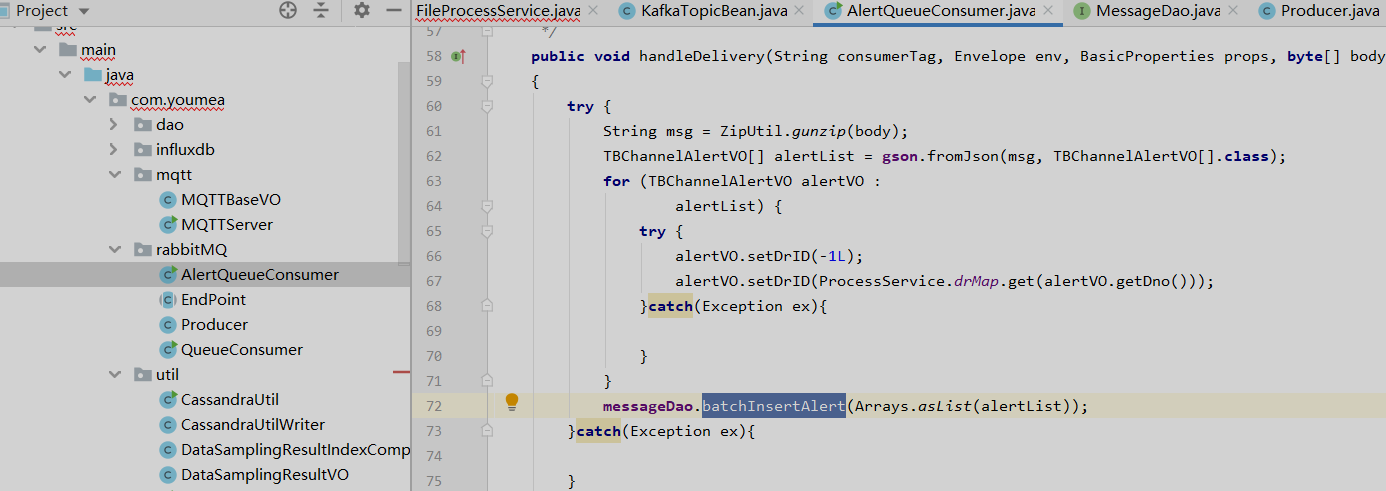 Project
FileProcessService.java
KafkaTopicBean.java
AlertQueueConsumer.java
MessageDao.java
Producer.java
src
main
java
com.youmea
dao
influxdb
mqtt
MQTTBaseVO
MQTTServer
rabbitMQ
AlertQueueConsumer
EndPoint
Producer
QueueConsumer
util
CassandraUtil
CassandraUtilWriter
DataSamplingResultIndexComp
DataSamplingResultVO
57 */
58 public void handleDelivery(String consumerTag, Envelope env, BasicProperties props, byte[] body
59 {
60 try {
61 String msg = ZipUtil.gunzip(body);
62 TBChannelAlertVO[] alertList = gson.fromJson(msg, TBChannelAlertVO[].class);
63 for (TBChannelAlertVO alertVO :
64 alertList) {
65 try {
66 alertVO.setDrID(-1L);
67 alertVO.setDrID(ProcessService.drMap.get(alertVO.getDno()));
68 }catch(Exception ex){
69
70 }
71 }
72 messageDao.batchInsertAlert(Arrays.asList(alertList));
73 }catch(Exception ex){
74
75 }